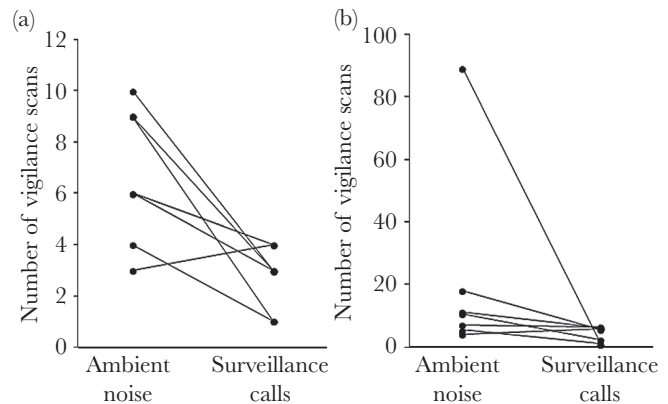 (a)
Number of vigilance scans
12
10
8
6
4
2
0
Ambient noise
Surveillance calls
(b)
Number of vigilance scans
100
80
60
40
20
0
Ambient noise
Surveillance calls